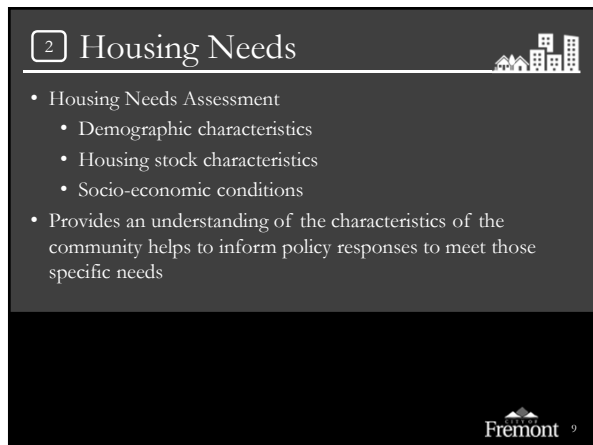 2 Housing Needs
• Housing Needs Assessment
• Demographic characteristics
• Housing stock characteristics
• Socio-economic conditions
• Provides an understanding of the characteristics of the
community helps to inform policy responses to meet those
specific needs
CITY OF
Fremont 9